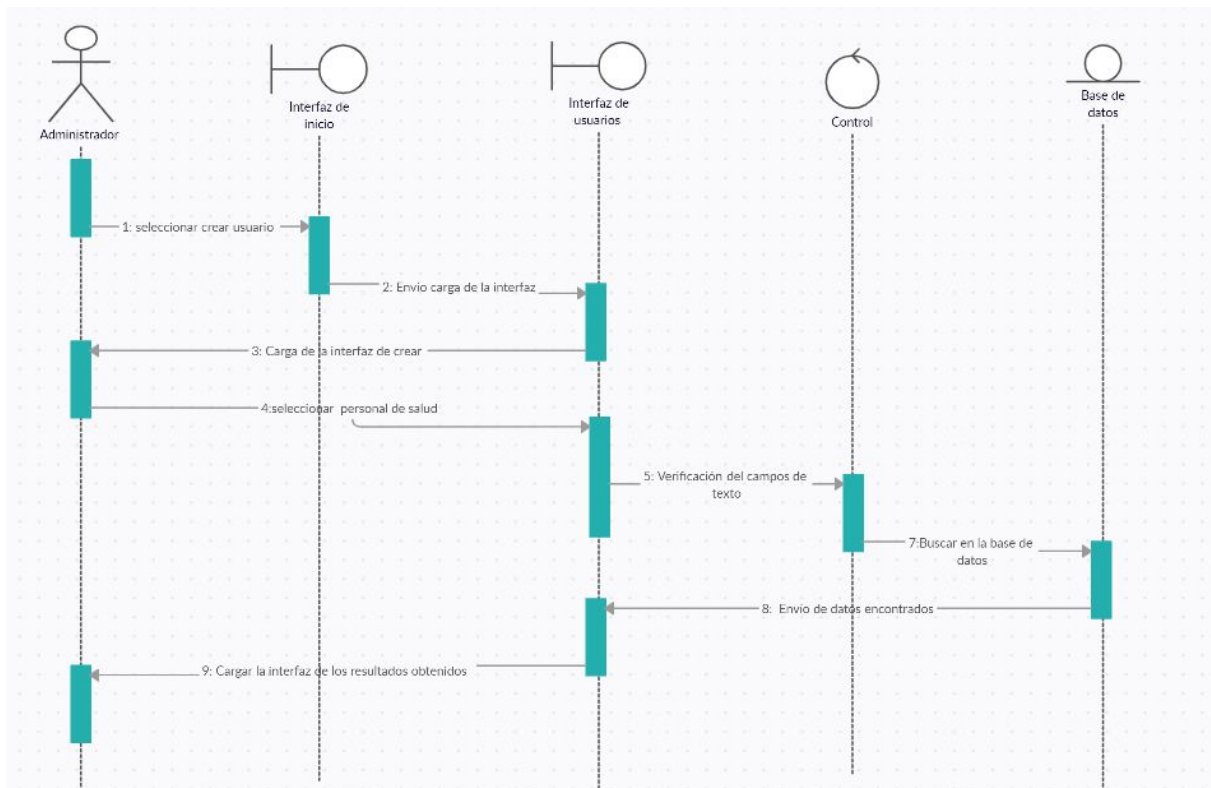 Administrador
Interfaz de
inicio
Interfaz de
usuarios
Control
Base de
datos
1: seleccionar crear usuario
2: Envío carga de la interfaz
3: Carga de la interfaz de crear
4:seleccionar personal de salud
5: Verificación del campos de
texto
7:Buscar en la base de
datos
8: Envío de datos encontrados
9: Cargar la interfaz de los resultados obtenidos